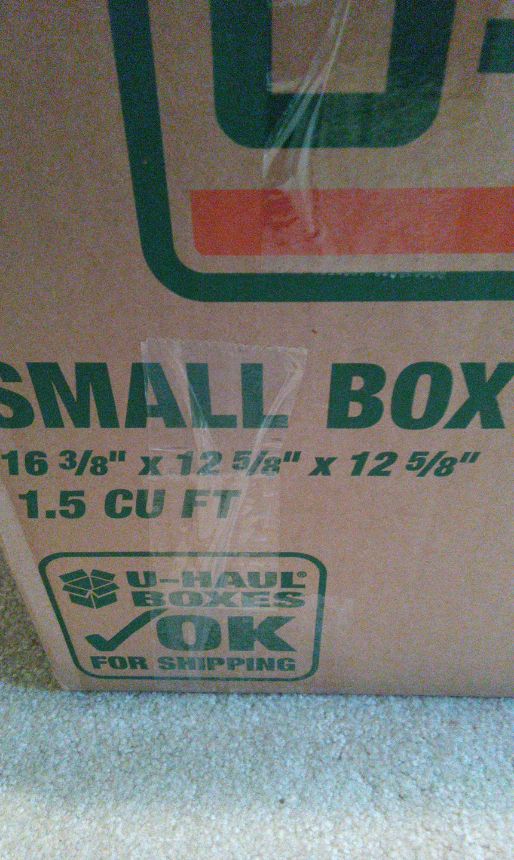 SMALL BOX
16 3/8" x 12 5/8" x 12 5/8"
1.5 CU FT
U-HAUL®
BOXES
✓OK
FOR SHIPPING